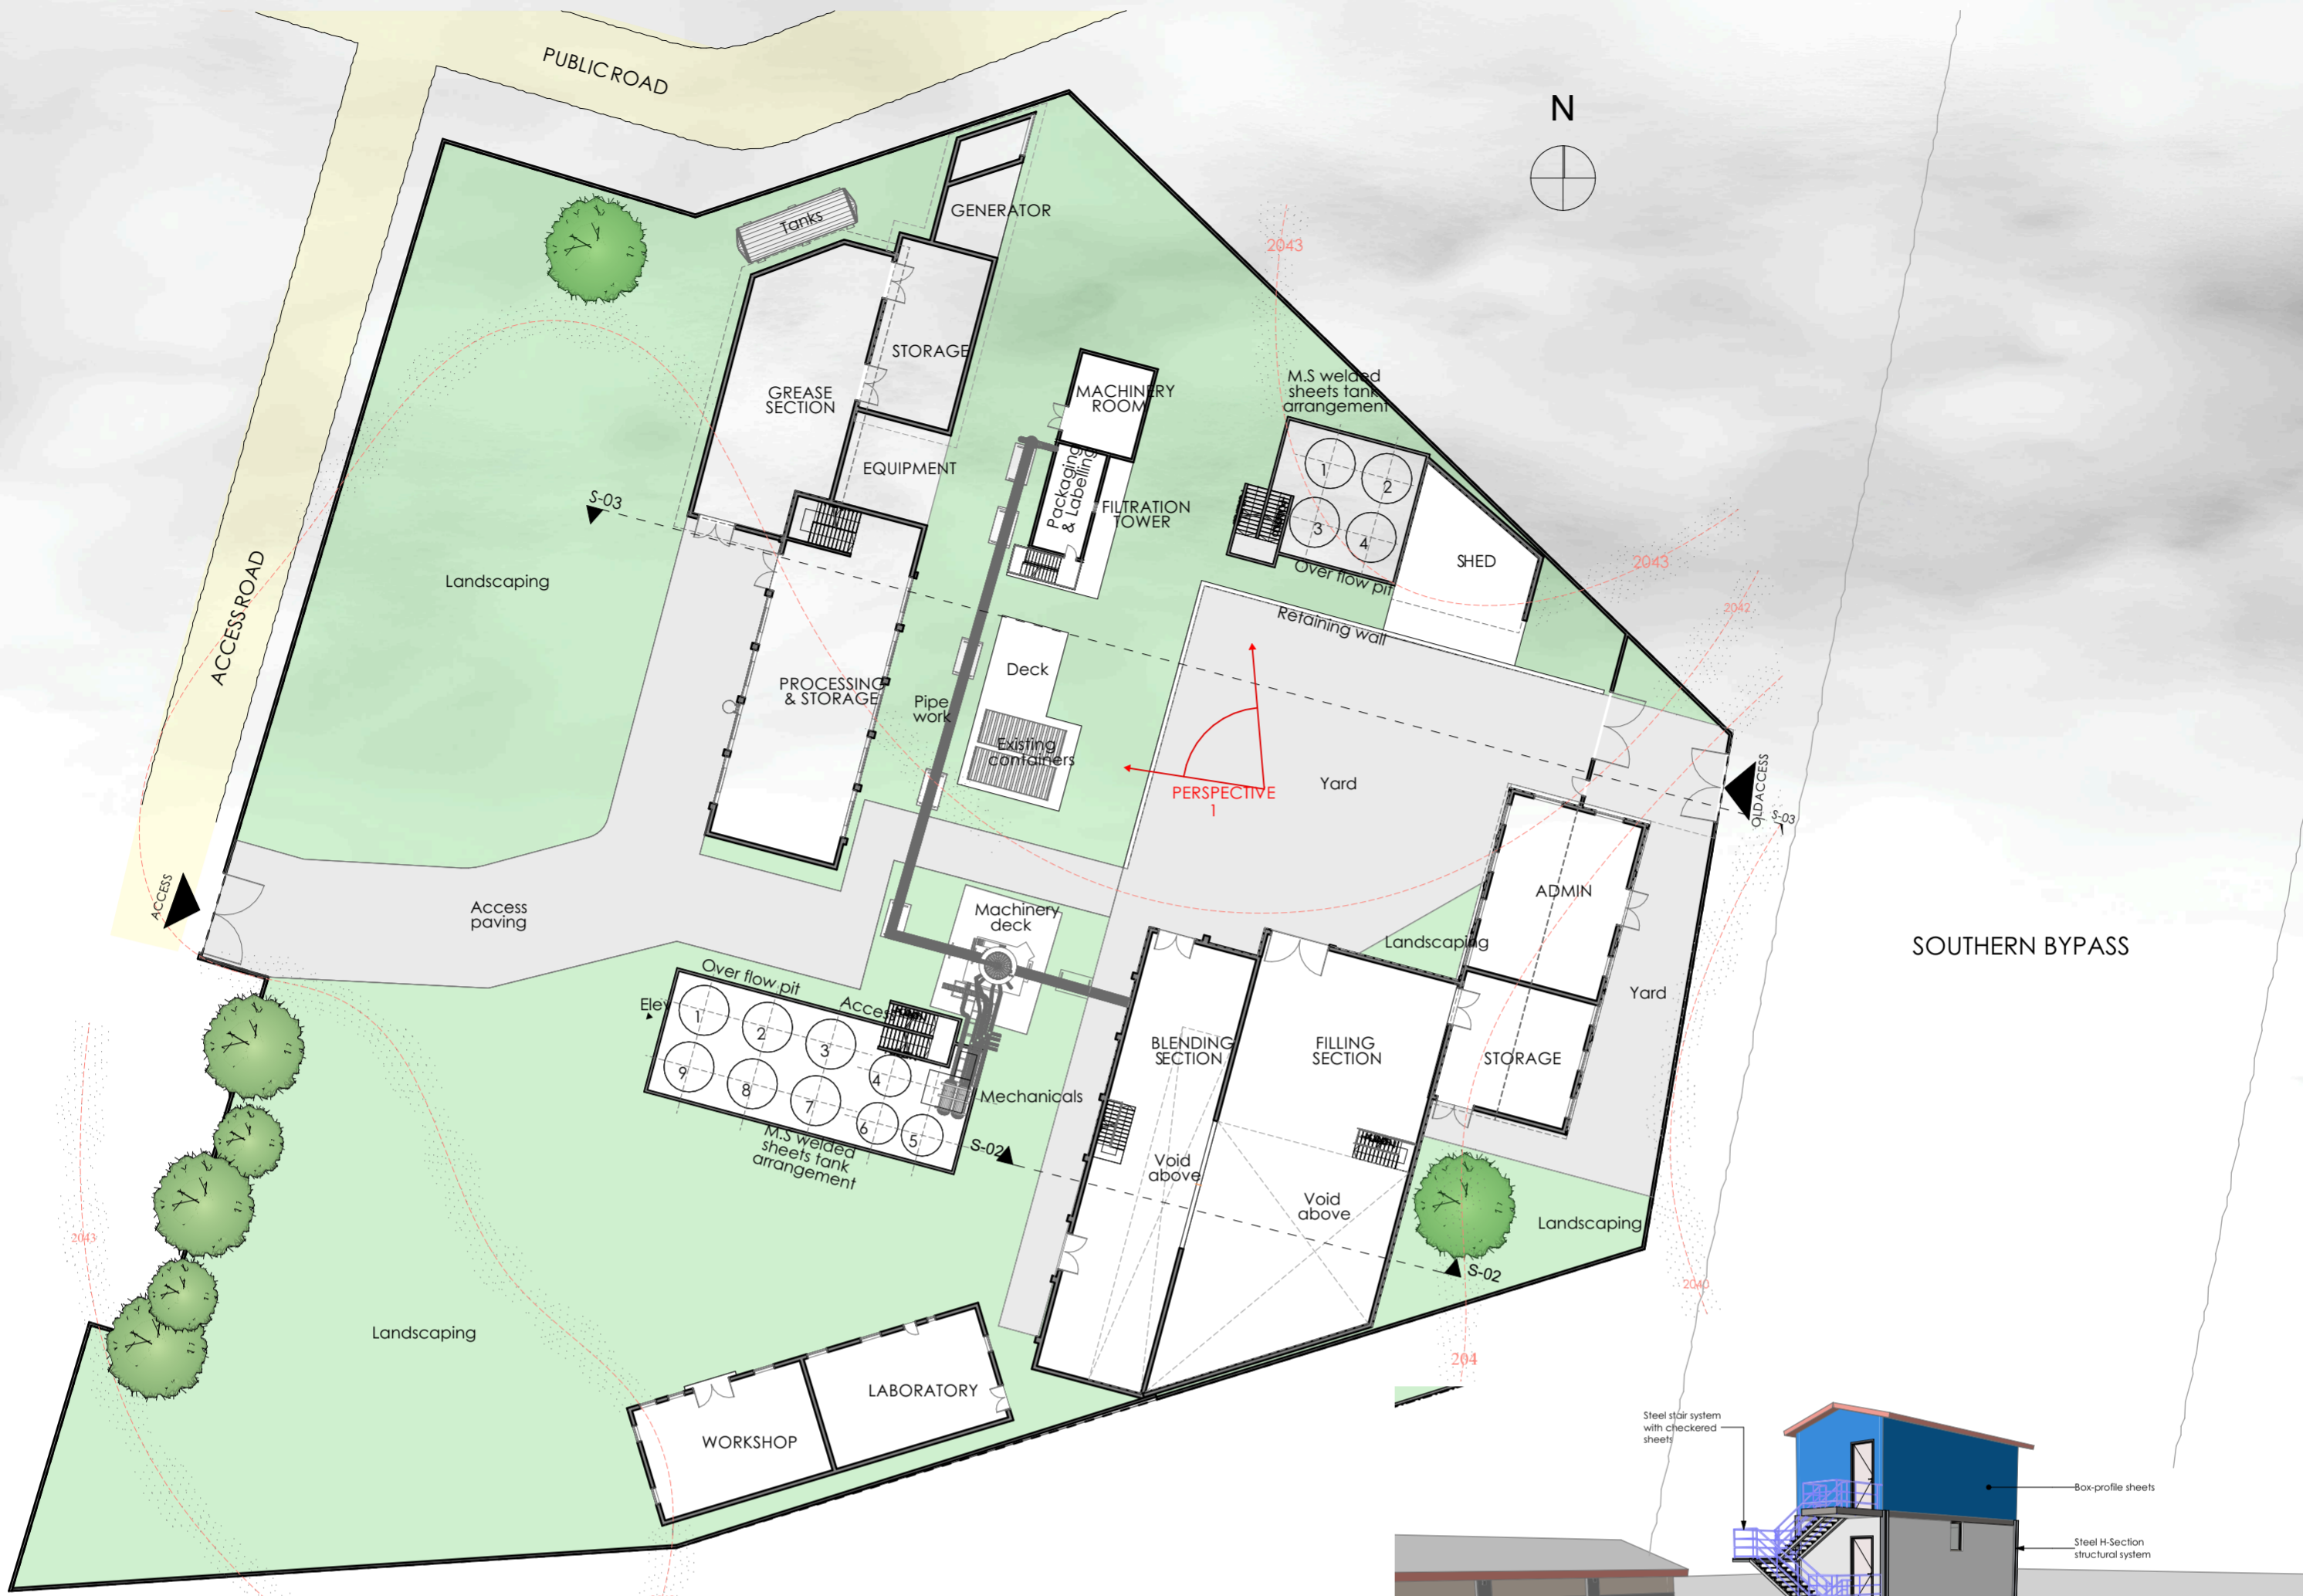 PUBLIC ROAD
N
Tanks
GENERATOR
2043
STORAGE
M.S welded
sheets tank
arrangement
GREASE
SECTION
MACHINERY
ROOM
EQUIPMENT
1
2
3
4
S-03
Packaging
& Labelling
FILTRATION
TOWER
SHED
2043
Over flow pit
Landscaping
ACCESS ROAD
2042
Retaining wall
Deck
PROCESSING
& STORAGE
Pipe
work
Existing
containers
Yard
PERSPECTIVE
1
OLD ACCESS
S-03
ACCESS
ADMIN
Access
paving
Machinery
deck
Landscaping
SOUTHERN BYPASS
Over flow pit
Yard
1
2
3
4
9
8
7
6
5
BLENDING
SECTION
FILLING
SECTION
STORAGE
Mechanicals
M.S welded
sheets tank
arrangement
S-02
Void
above
Void
above
Landscaping
2043
S-02
Landscaping
204
LABORATORY
WORKSHOP
Steel stair system
with checkered
sheets
Box-profile sheets
Steel H-Section
structural system